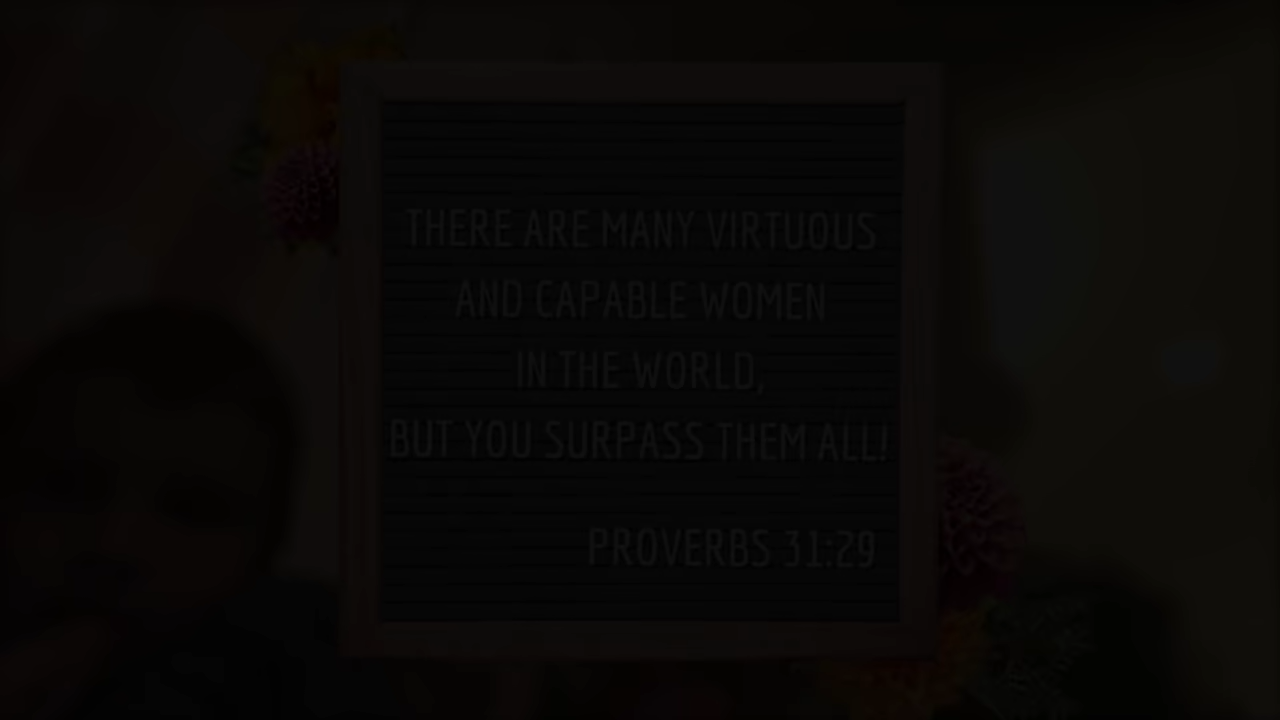 THERE ARE MANY VIRTUOUS
AND CAPABLE WOMEN
IN THE WORLD,
BUT YOU SURPASS THEM ALL!
PROVERBS 31:29